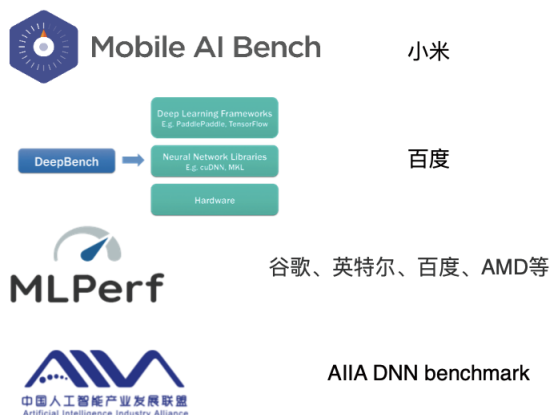 Mobile AI Bench
小米
Deep Learning Frameworks
E.g. PaddlePaddle, TensorFlow
DeepBench
Neural Network Libraries
E.g. cuDNN, MKL
百度
Hardware
MLPerf
谷歌、英特尔、百度、AMD等
AIIA
AIIA DNN benchmark
中国人工智能产业发展联盟
Artificial Intelligence Industry Alliance